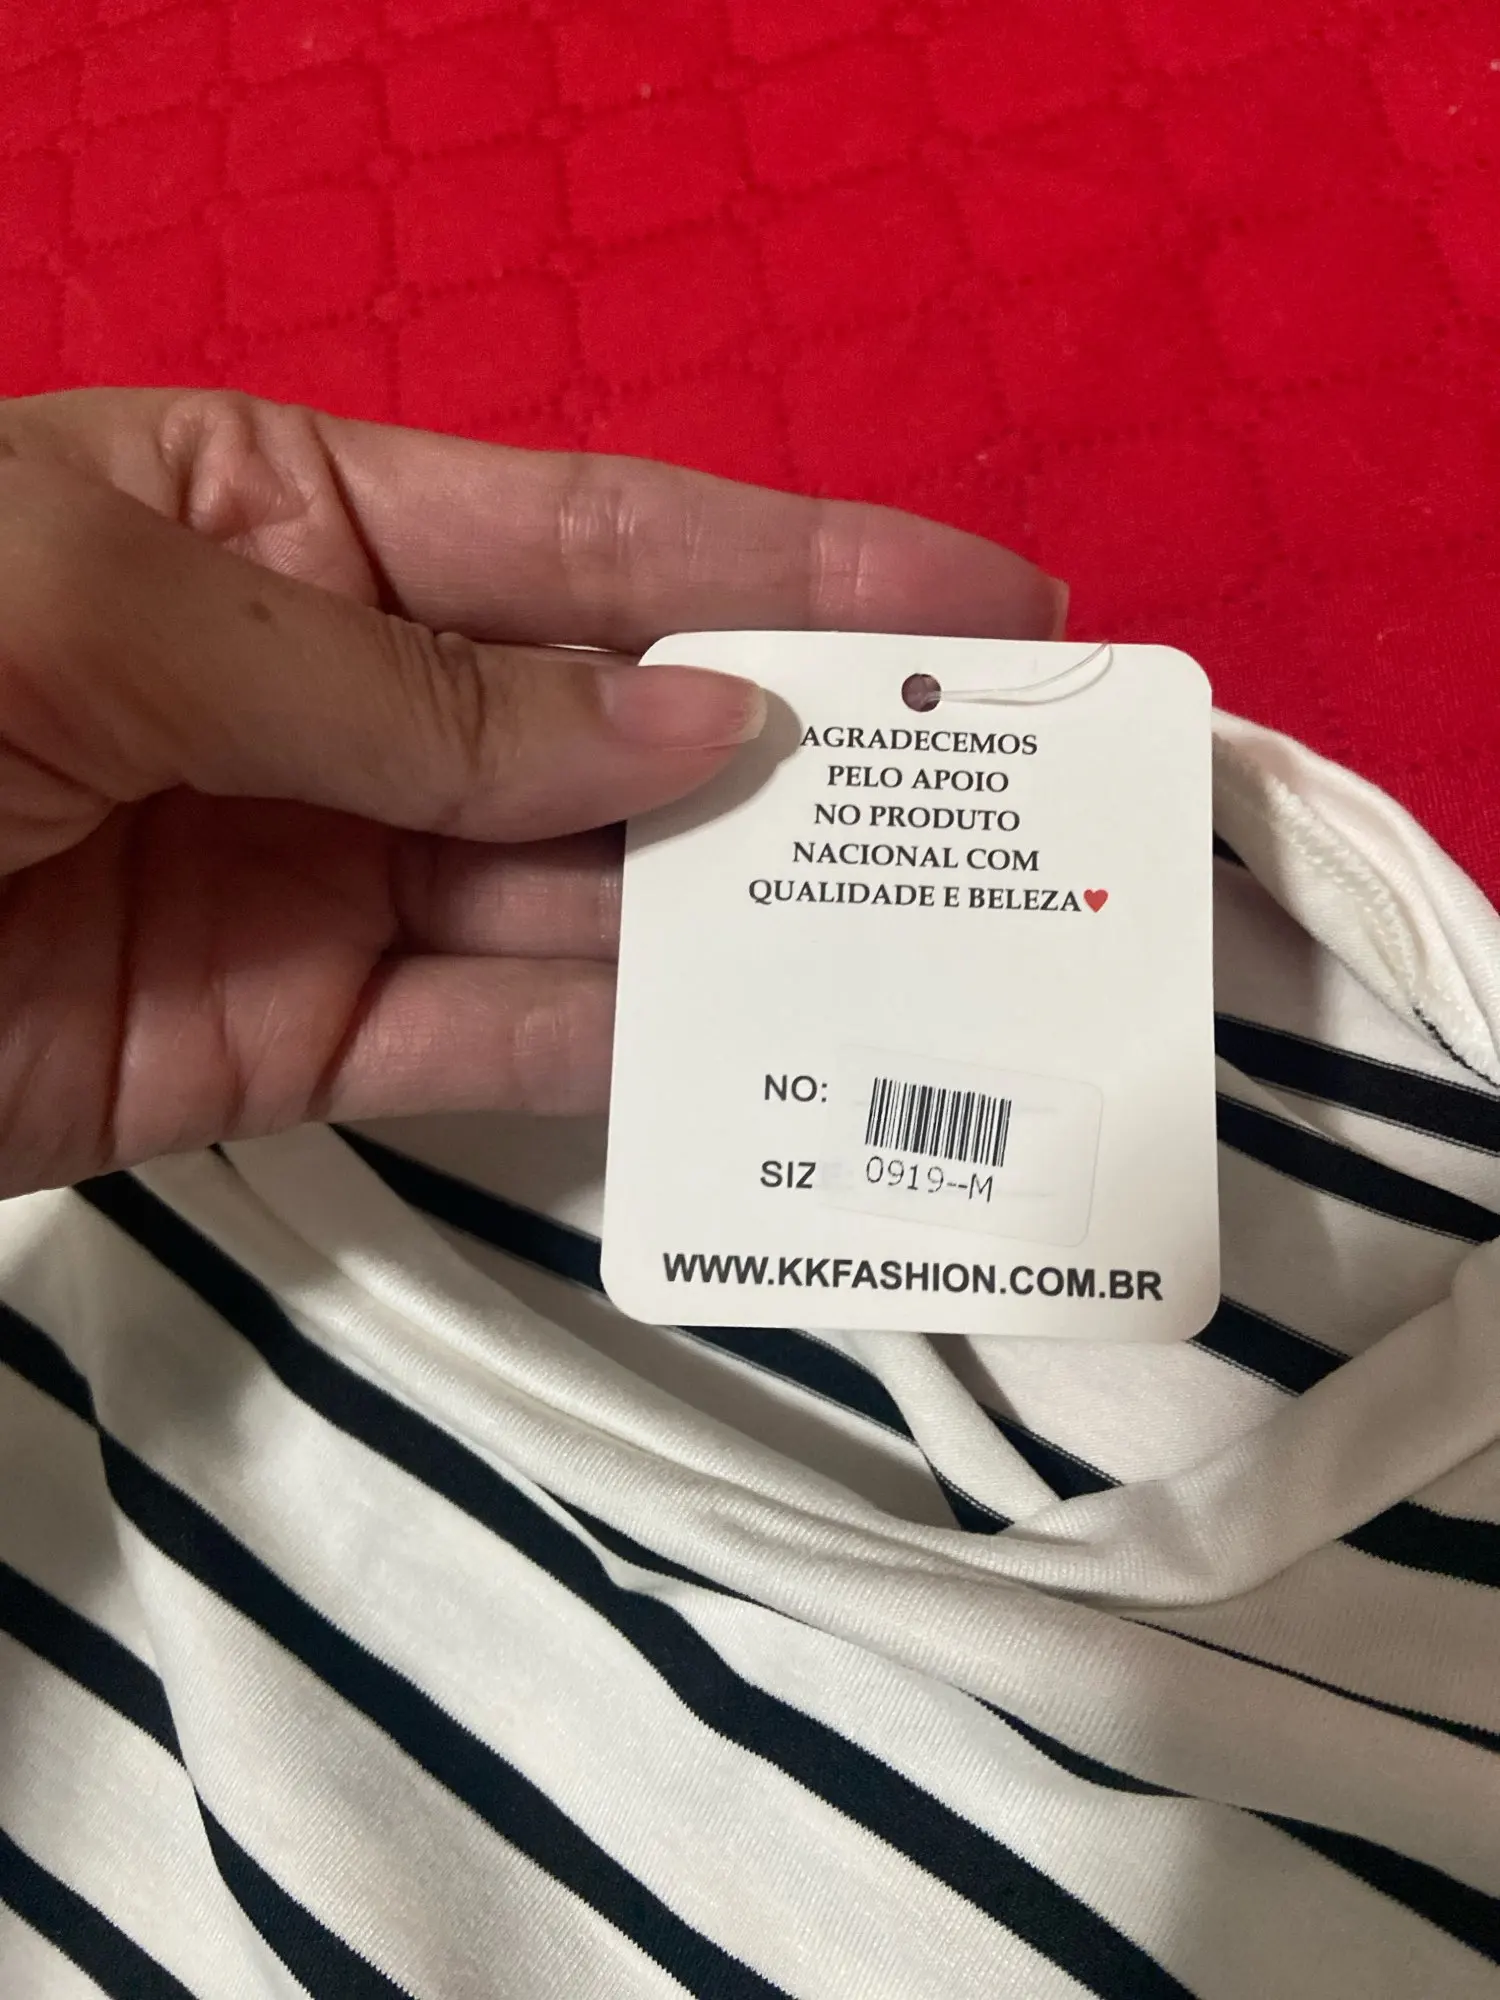 AGRADECEMOS
PELO APOIO
NO PRODUTO
NACIONAL COM
QUALIDADE E BELEZA♥
NO:
SIZ 0919--M
WWW.KKFASHION.COM.BR